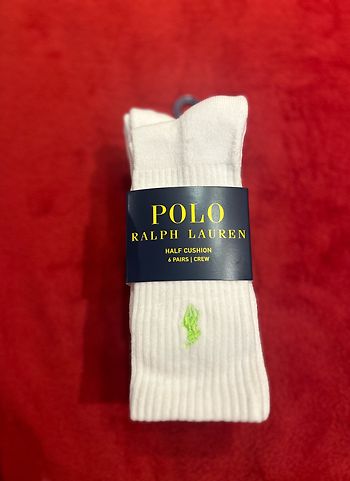 POLO
RALPH LAUREN
HALF CUSHION
6 PAIRS | CREW